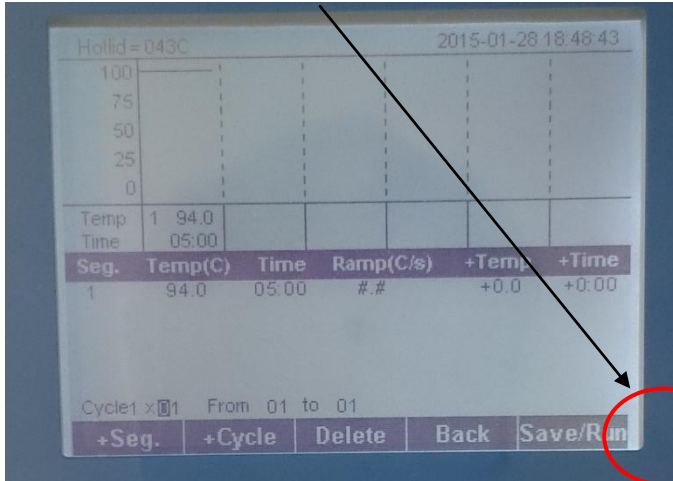 Hotlid=043C 2015-01-28 18:48:43
100
75
50
25
0
Temp 1 94.0
Time 05:00
Seg. Temp(C) Time Ramp(C/s) +Temp +Time
1 94.0 05:00 #.# +0.0 +0:00
Cycle1 ×01 From 01 to 01
+Seg. +Cycle Delete Back Save/Run